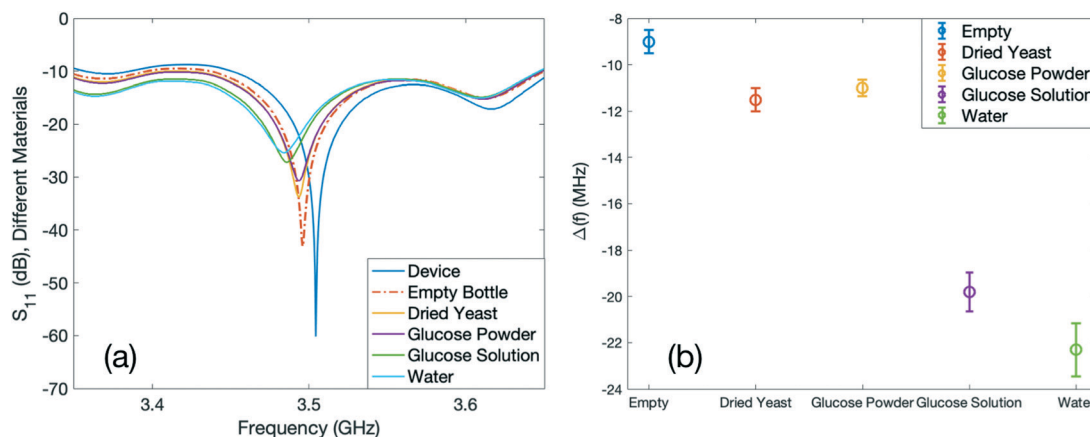 0
-10
-20
-30
-40
-50
-60
-70
S11 (dB), Different Materials
3.4
3.5
3.6
Frequency (GHz)
Device
Empty Bottle
Dried Yeast
Glucose Powder
Glucose Solution
Water
(a)
-8
-10
-12
-14
-16
-18
-20
-22
-24
Δ(f) (MHz)
Empty
Dried Yeast
Glucose Powder
Glucose Solution
Water
(b)
Empty Dried Yeast Glucose Powder Glucose Solution Wate